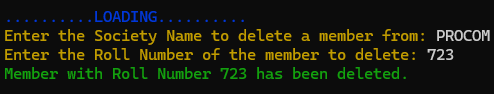 ..........LOADING..........
Enter the Society Name to delete a member from: PROCOM
Enter the Roll Number of the member to delete: 723
Member with Roll Number 723 has been deleted.